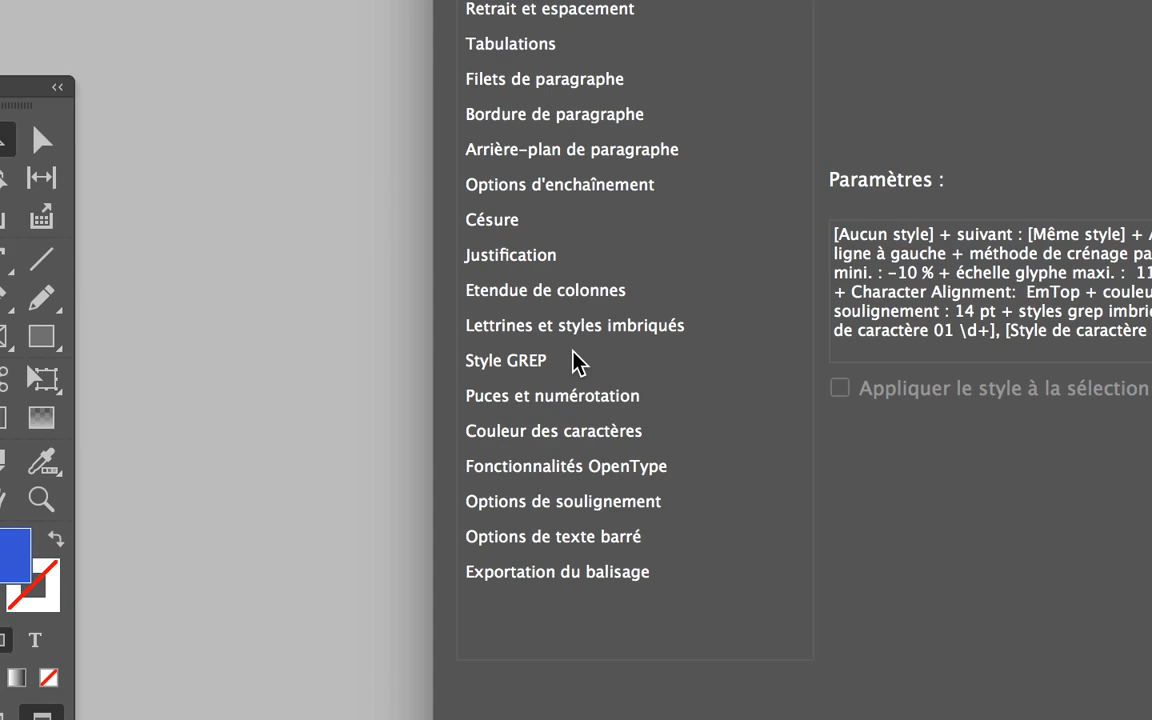 Retrait et espacement
Tabulations
Filets de paragraphe
Bordure de paragraphe
Arrière-plan de paragraphe
Options d'enchaînement
Césure
Justification
Etendue de colonnes
Lettrines et styles imbriqués
Style GREP
Puces et numérotation
Couleur des caractères
Fonctionnalités OpenType
Options de soulignement
Options de texte barré
Exportation du balisage
Paramètres :
[Aucun style] + suivant : [Même style] +
ligne à gauche + méthode de crénage
mini. : -10 % + échelle glyphe maxi. :
+ Character Alignment: EmTop +
soulignement : 14 pt + styles grep
de caractère 01 \d+], [Style de caractère
Appliquer le style à la sélection
T